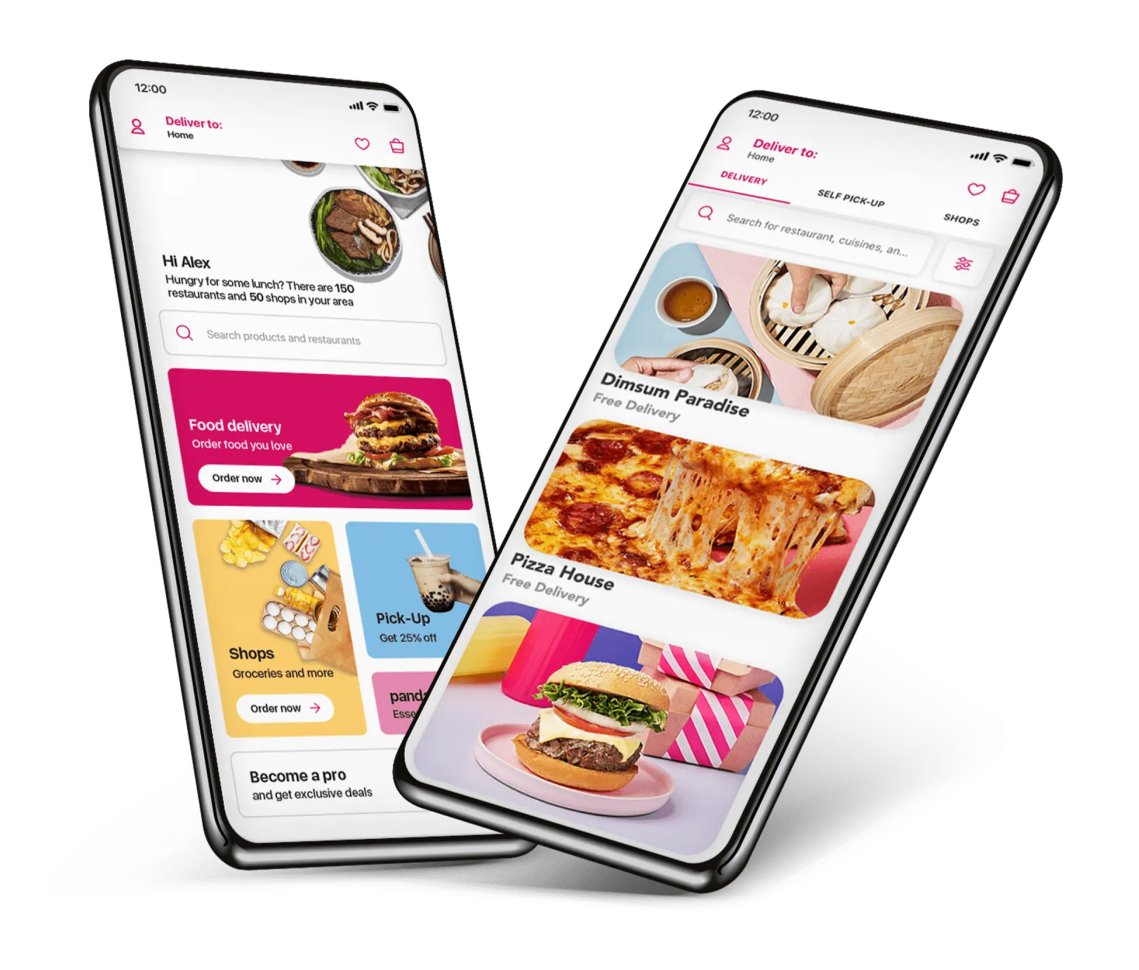 12:00
Deliver to:
Home
Hi Alex
Hungry for some lunch? There are 150
restaurants and 50 shops in your area
Search products and restaurants
Food delivery
Order food you love
Order now →
Shops
Groceries and more
Order now →
Pick-Up
Get 25% off
panda
Esse
Become a pro
and get exclusive deals
12:00
Deliver to:
Home
DELIVERY SELF PICK-UP SHOPS
Search for restaurant, cuisines, an...
Dimsum Paradise
Free Delivery
Pizza House
Free Delivery